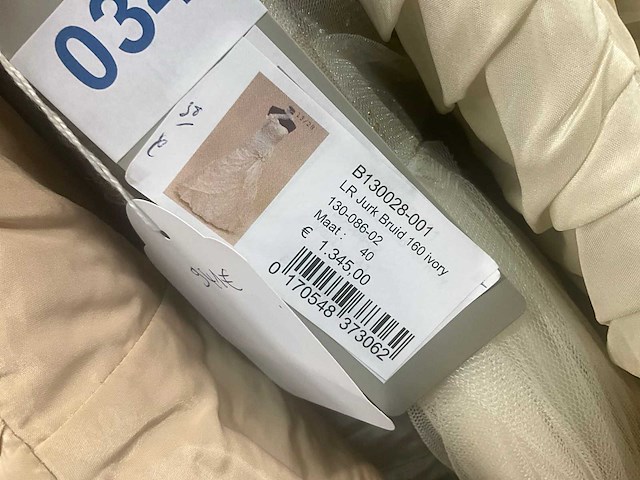 034
B130028-001
LR Jurk Bruid 160 ivory
130-086-02
Maat : 40
€ 1.345,00
0 170548 373062